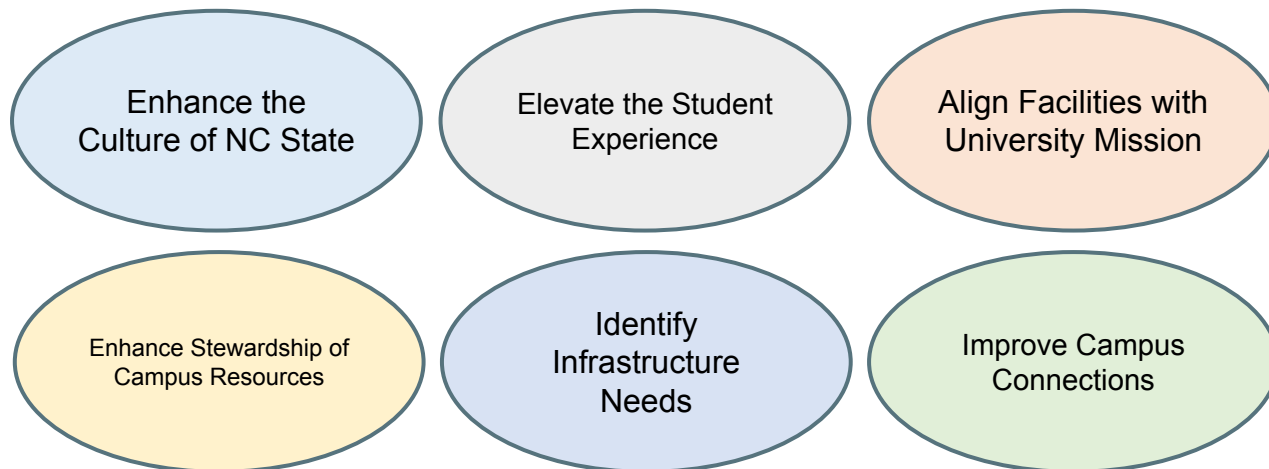 Enhance the
Culture of NC State
Elevate the Student
Experience
Align Facilities with
University Mission
Enhance Stewardship of
Campus Resources
Identify
Infrastructure
Needs
Improve Campus
Connections